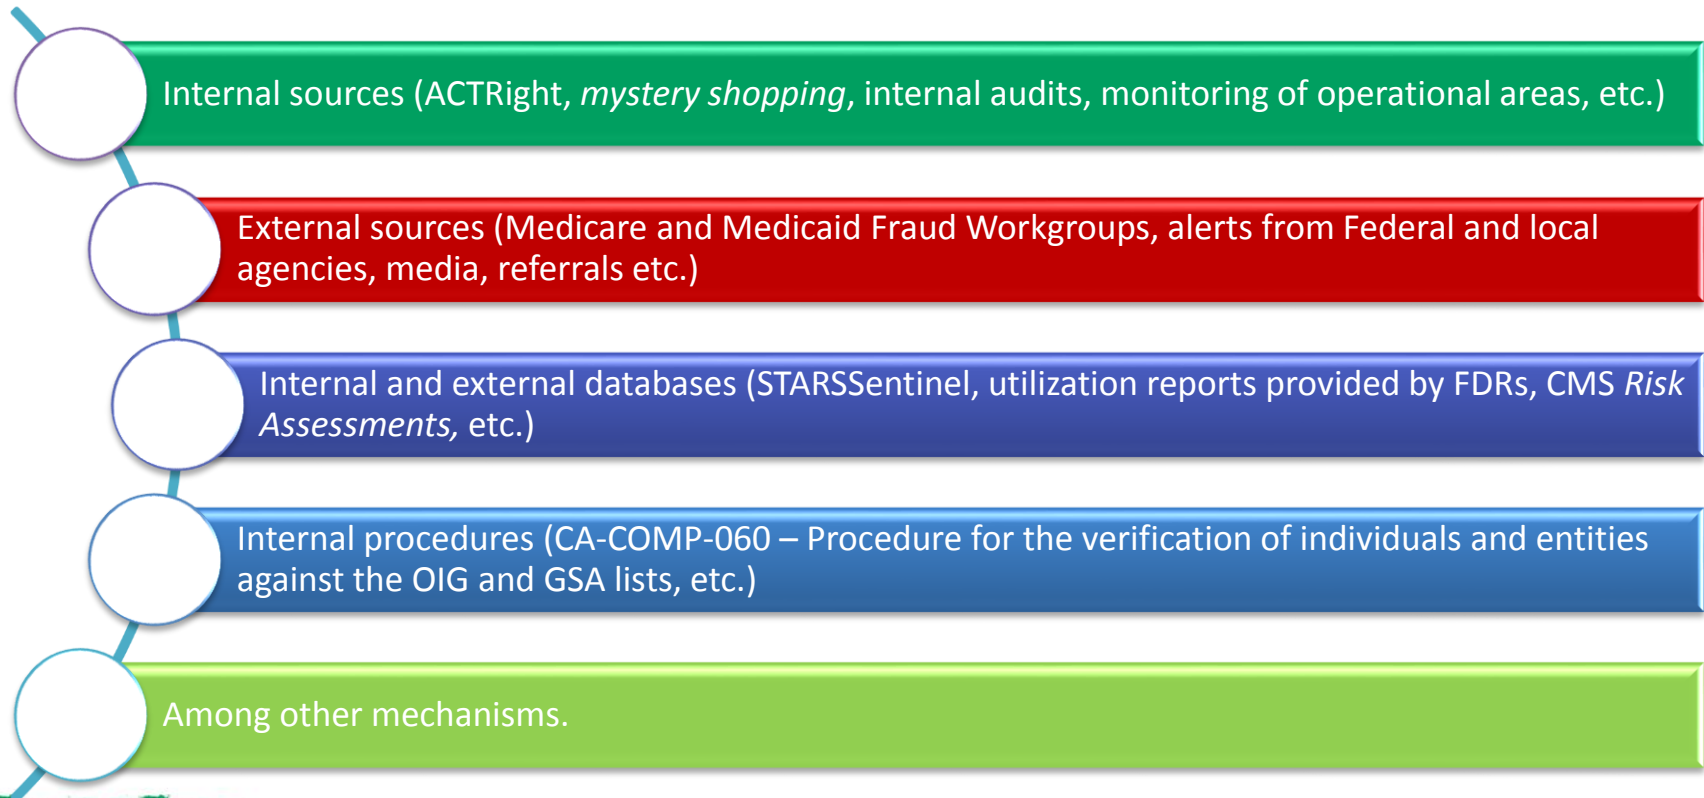 Internal sources (ACTRight, mystery shopping, internal audits, monitoring of operational areas, etc.)
External sources (Medicare and Medicaid Fraud Workgroups, alerts from Federal and local
agencies, media, referrals etc.)
Internal and external databases (STARSSentinel, utilization reports provided by FDRs, CMS Risk
Assessments, etc.)
Internal procedures (CA-COMP-060 – Procedure for the verification of individuals and entities
against the OIG and GSA lists, etc.)
Among other mechanisms.